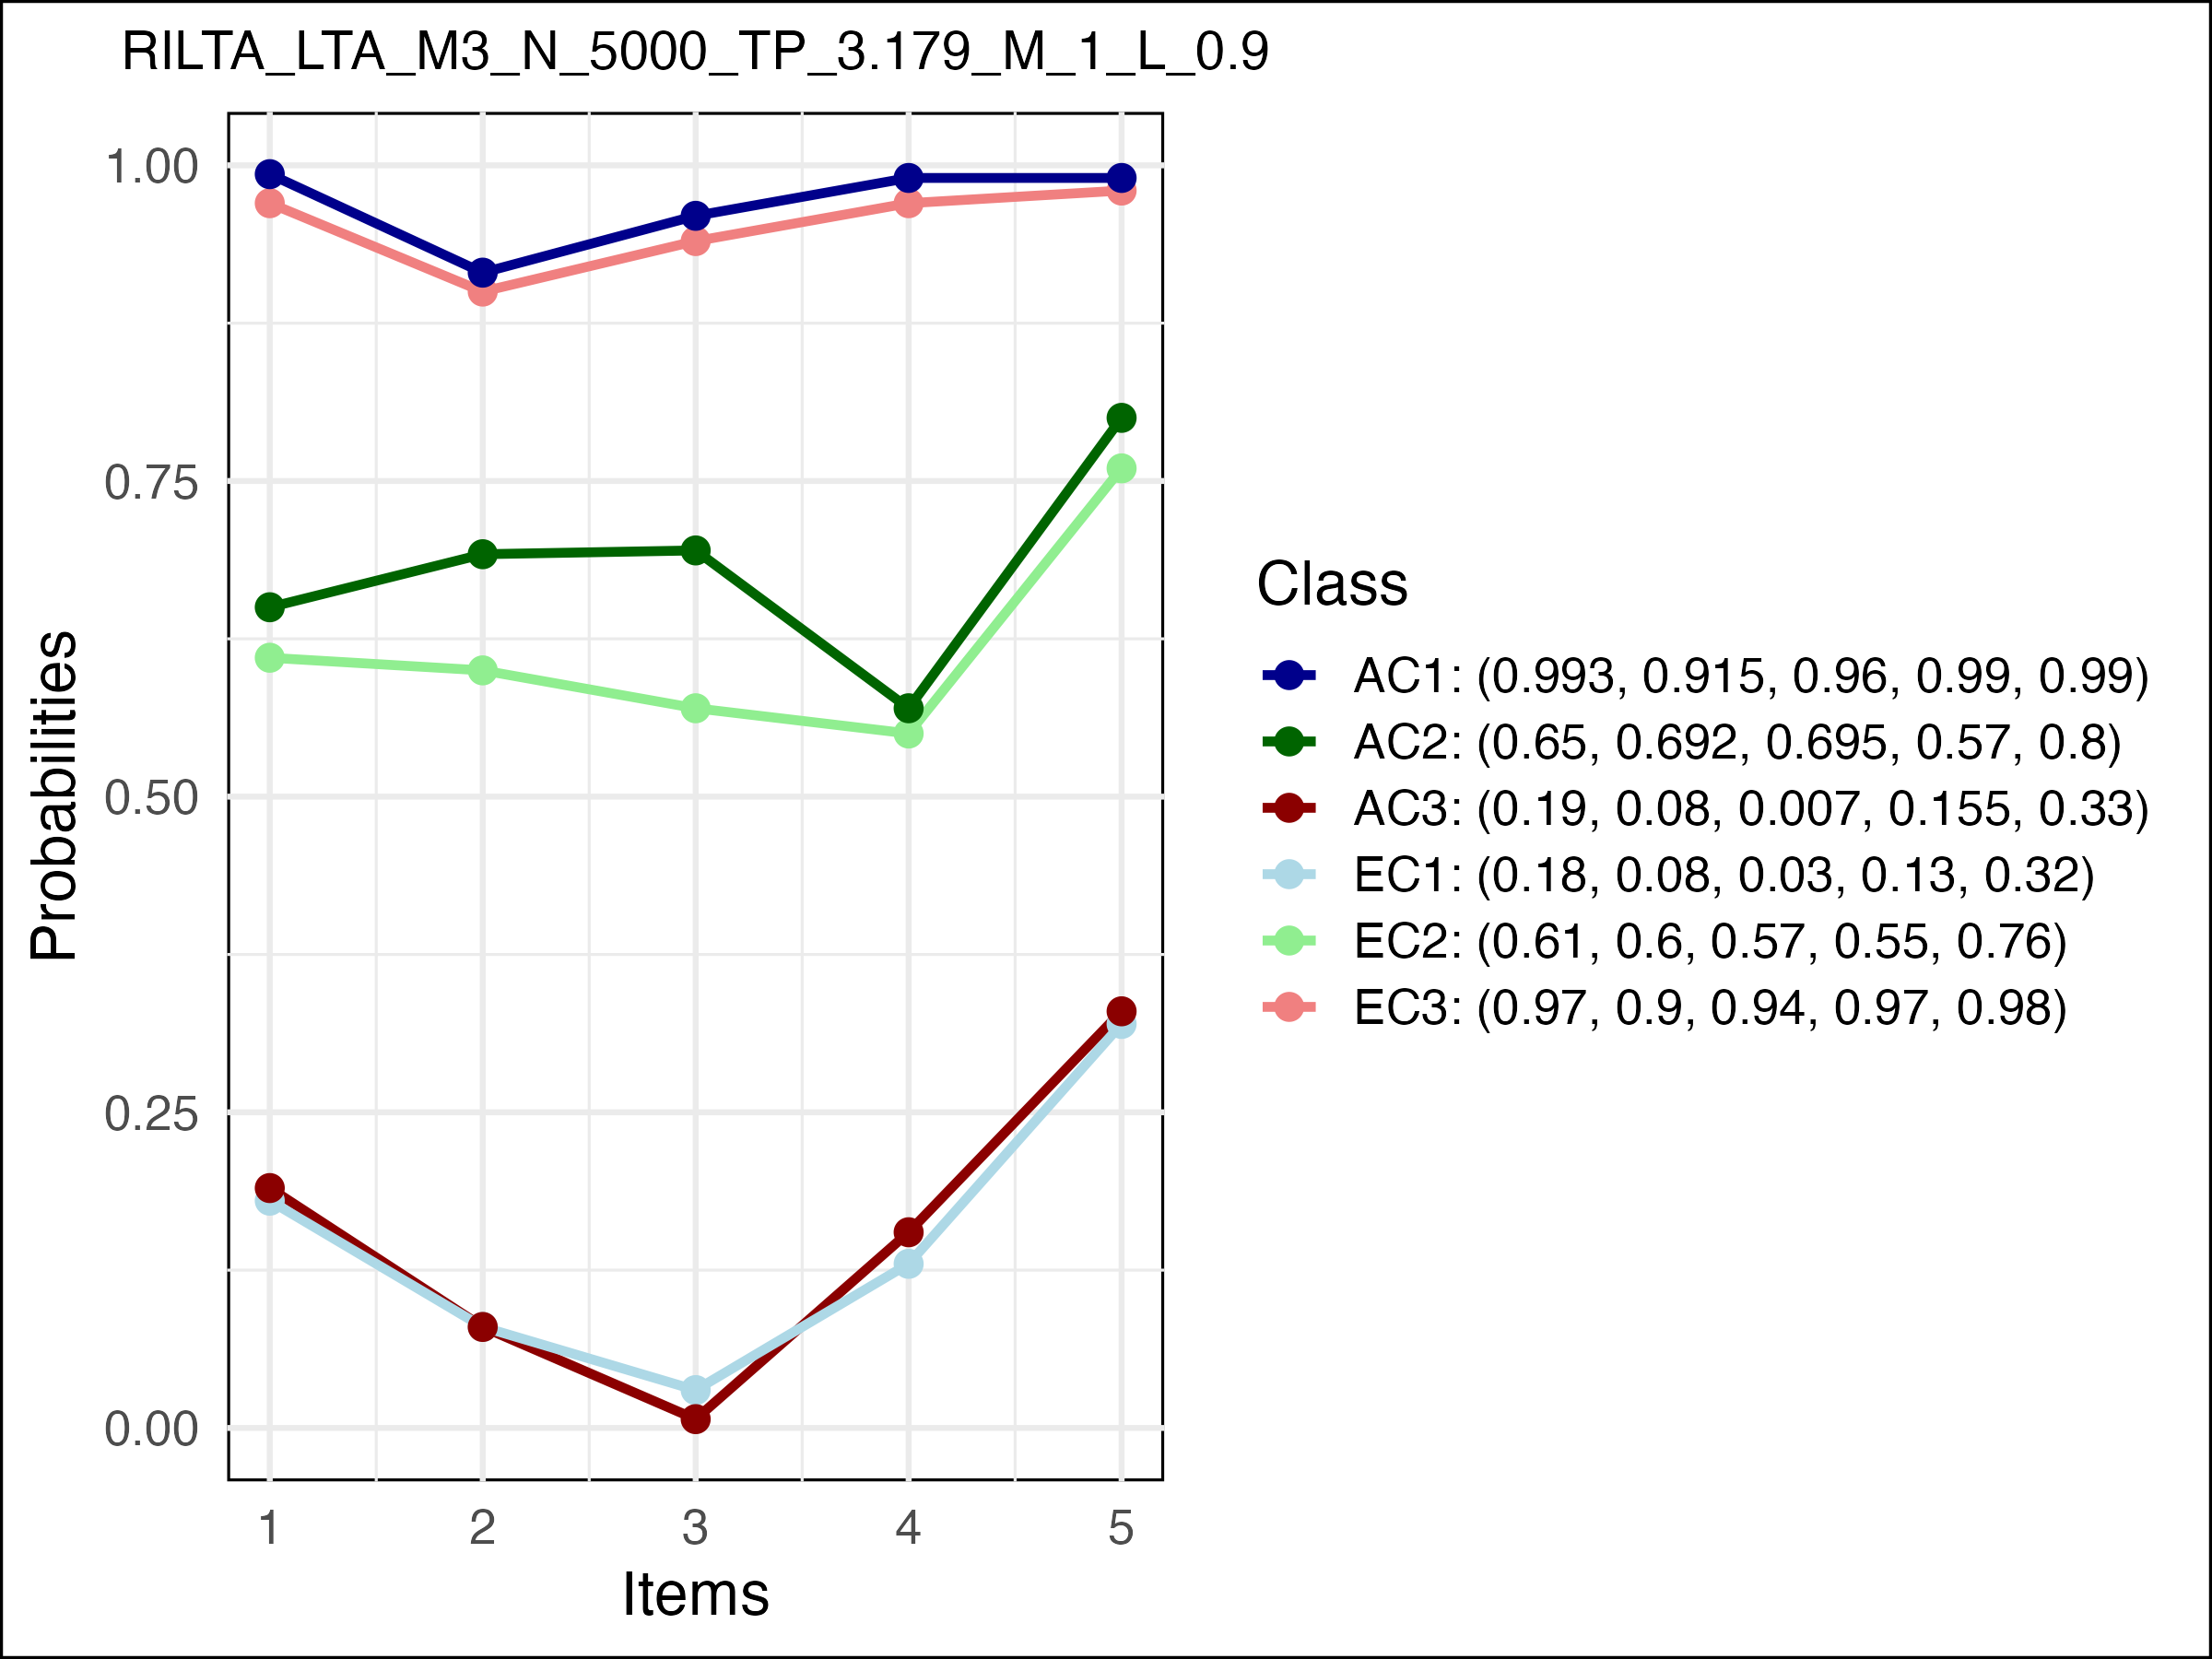 RILTA_LTA_M3_N_5000_TP_3.179_M_1_L_0.9
1.00
0.75
0.50
0.25
0.00
Probabilities
1 2 3 4 5
Items
Class
AC1: (0.993, 0.915, 0.96, 0.99, 0.99)
AC2: (0.65, 0.692, 0.695, 0.57, 0.8)
AC3: (0.19, 0.08, 0.007, 0.155, 0.33)
EC1: (0.18, 0.08, 0.03, 0.13, 0.32)
EC2: (0.61, 0.6, 0.57, 0.55, 0.76)
EC3: (0.97, 0.9, 0.94, 0.97, 0.98)